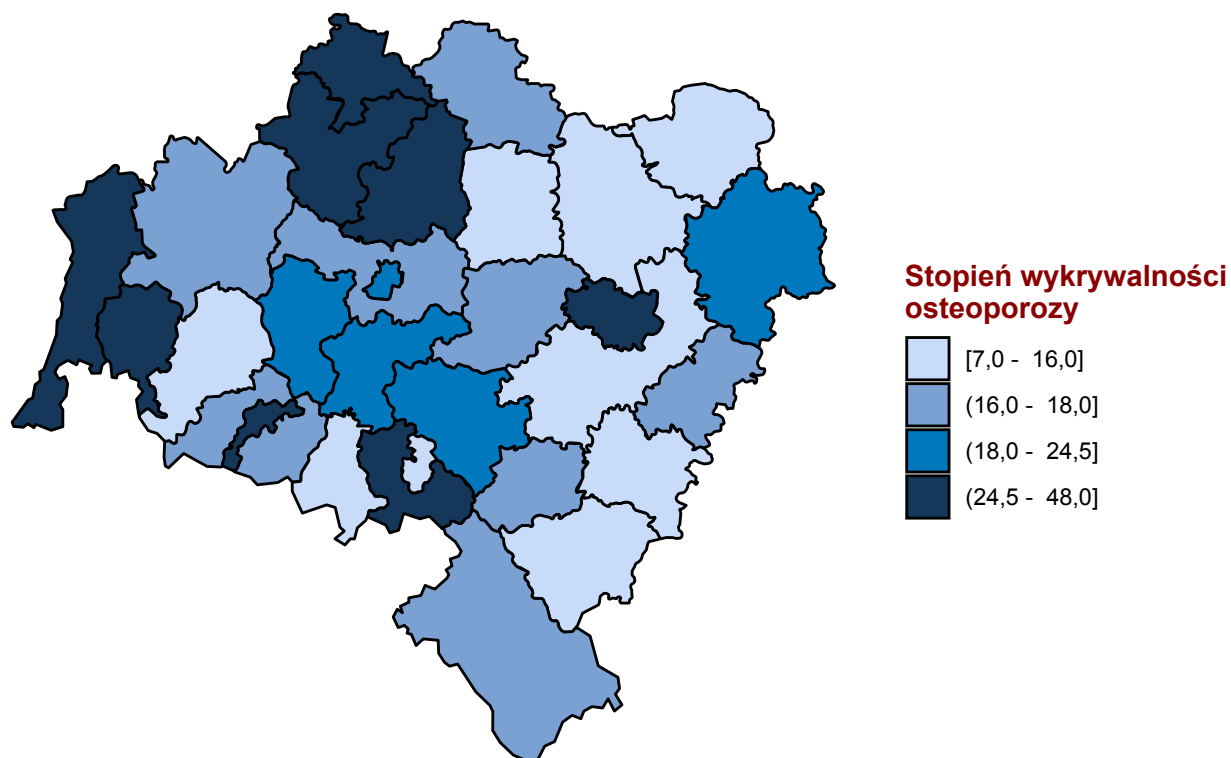 Stopień wykrywalności
osteoporozy
[7,0 - 16,0]
(16,0 - 18,0]
(18,0 - 24,5]
(24,5 - 48,0]